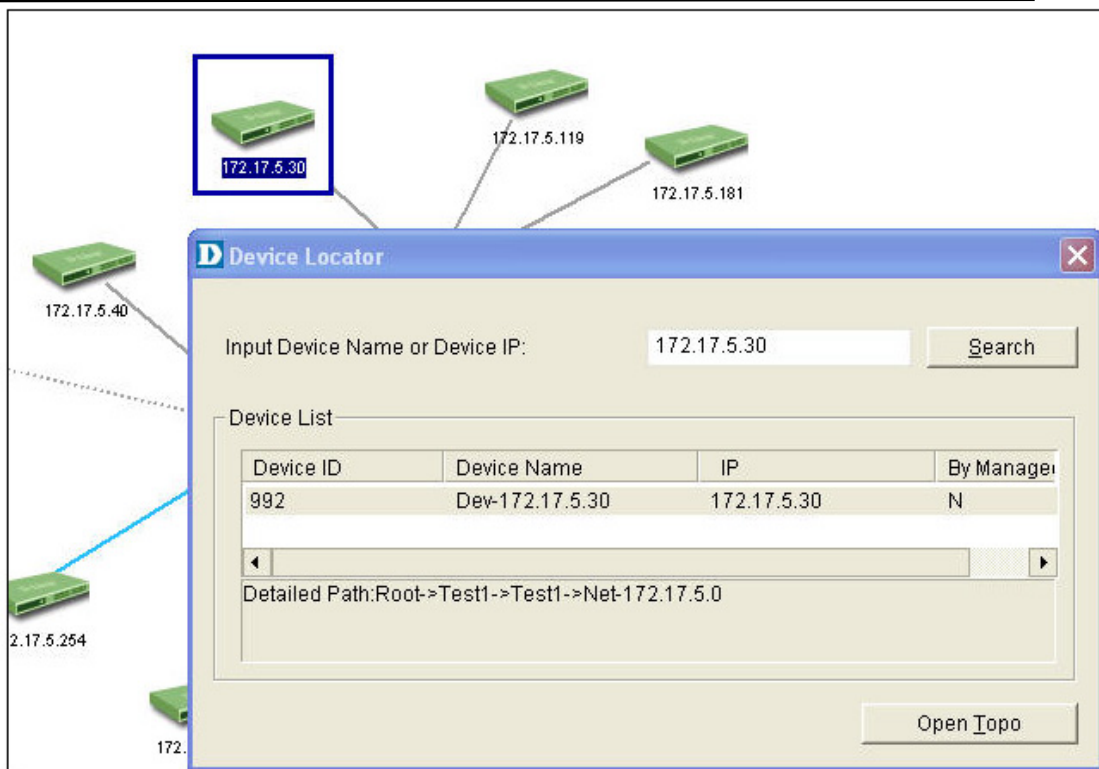 172.17.5.30
172.17.5.119
172.17.5.181
172.17.5.40
Device Locator
Input Device Name or Device IP: 172.17.5.30 Search
Device List
Device ID Device Name IP By Manage
992 Dev-172.17.5.30 172.17.5.30 N
Detailed Path:Root->Test1->Test1->Net-172.17.5.0
2.17.5.254
Open Topo
172.